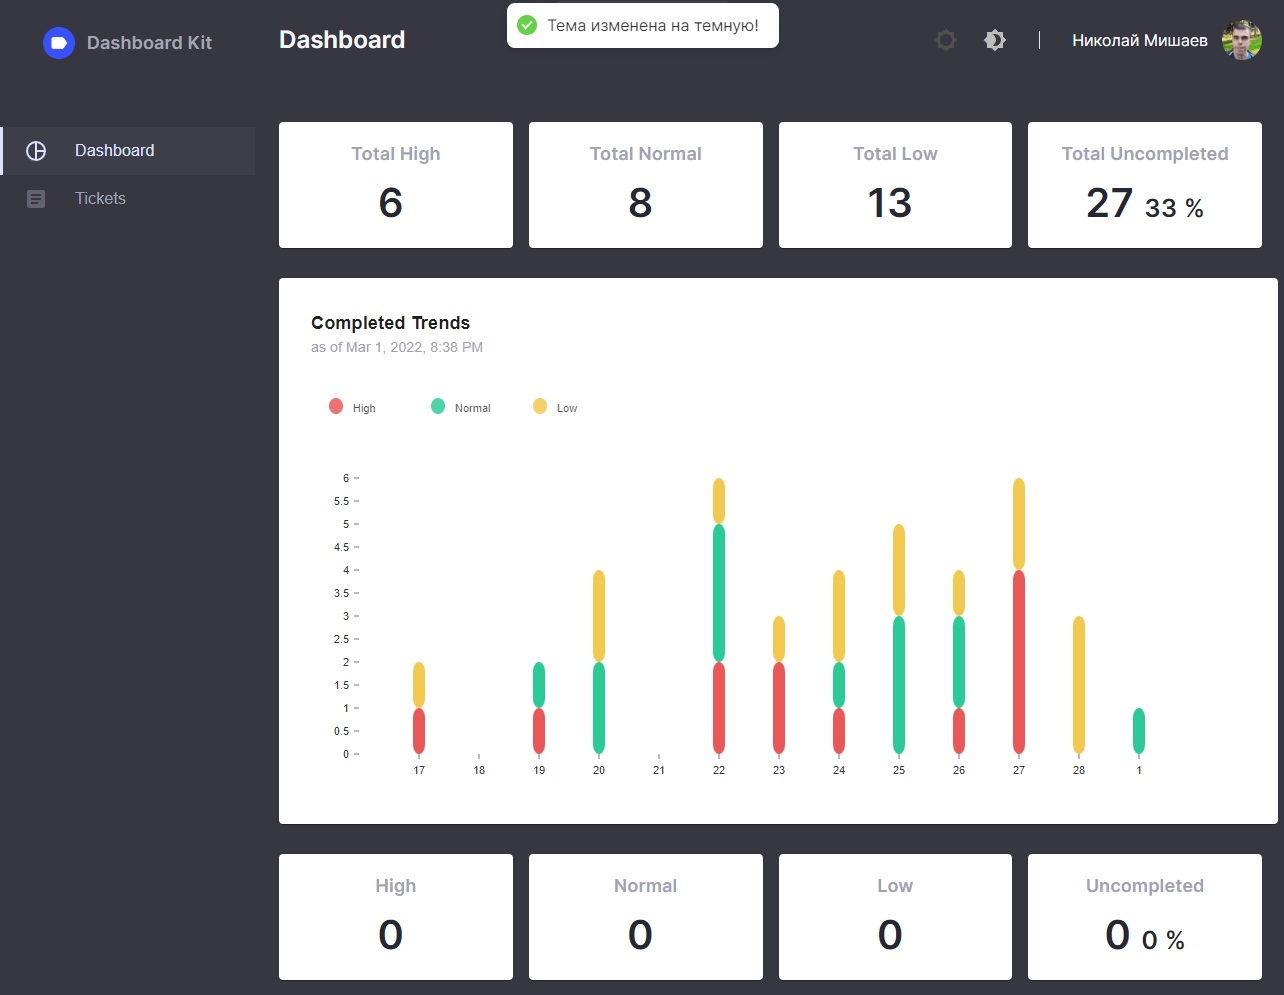 Dashboard Kit
Dashboard
Тема изменена на темную!
Николай Мишаев
Dashboard
Tickets
Total High
6
Total Normal
8
Total Low
13
Total Uncompleted
27 33 %
Completed Trends
as of Mar 1, 2022, 8:38 PM
High
Normal
Low
6
5.5
5
4.5
4
3.5
3
2.5
2
1.5
1
0.5
0
17 18 19 20 21 22 23 24 25 26 27 28 1
High
0
Normal
0
Low
0
Uncompleted
0 0 %